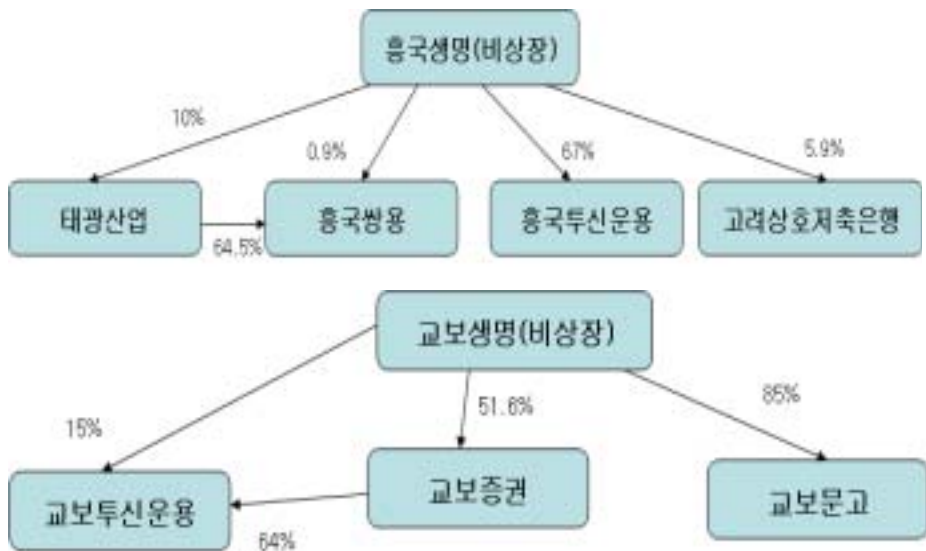 흥국생명(비상장)
10%
0.9%
67%
5.9%
태광산업
64.5%
흥국쌍용
흥국투신운용
고려상호저축은행
교보생명(비상장)
15%
51.6%
85%
교보투신운용
64%
교보증권
교보문고